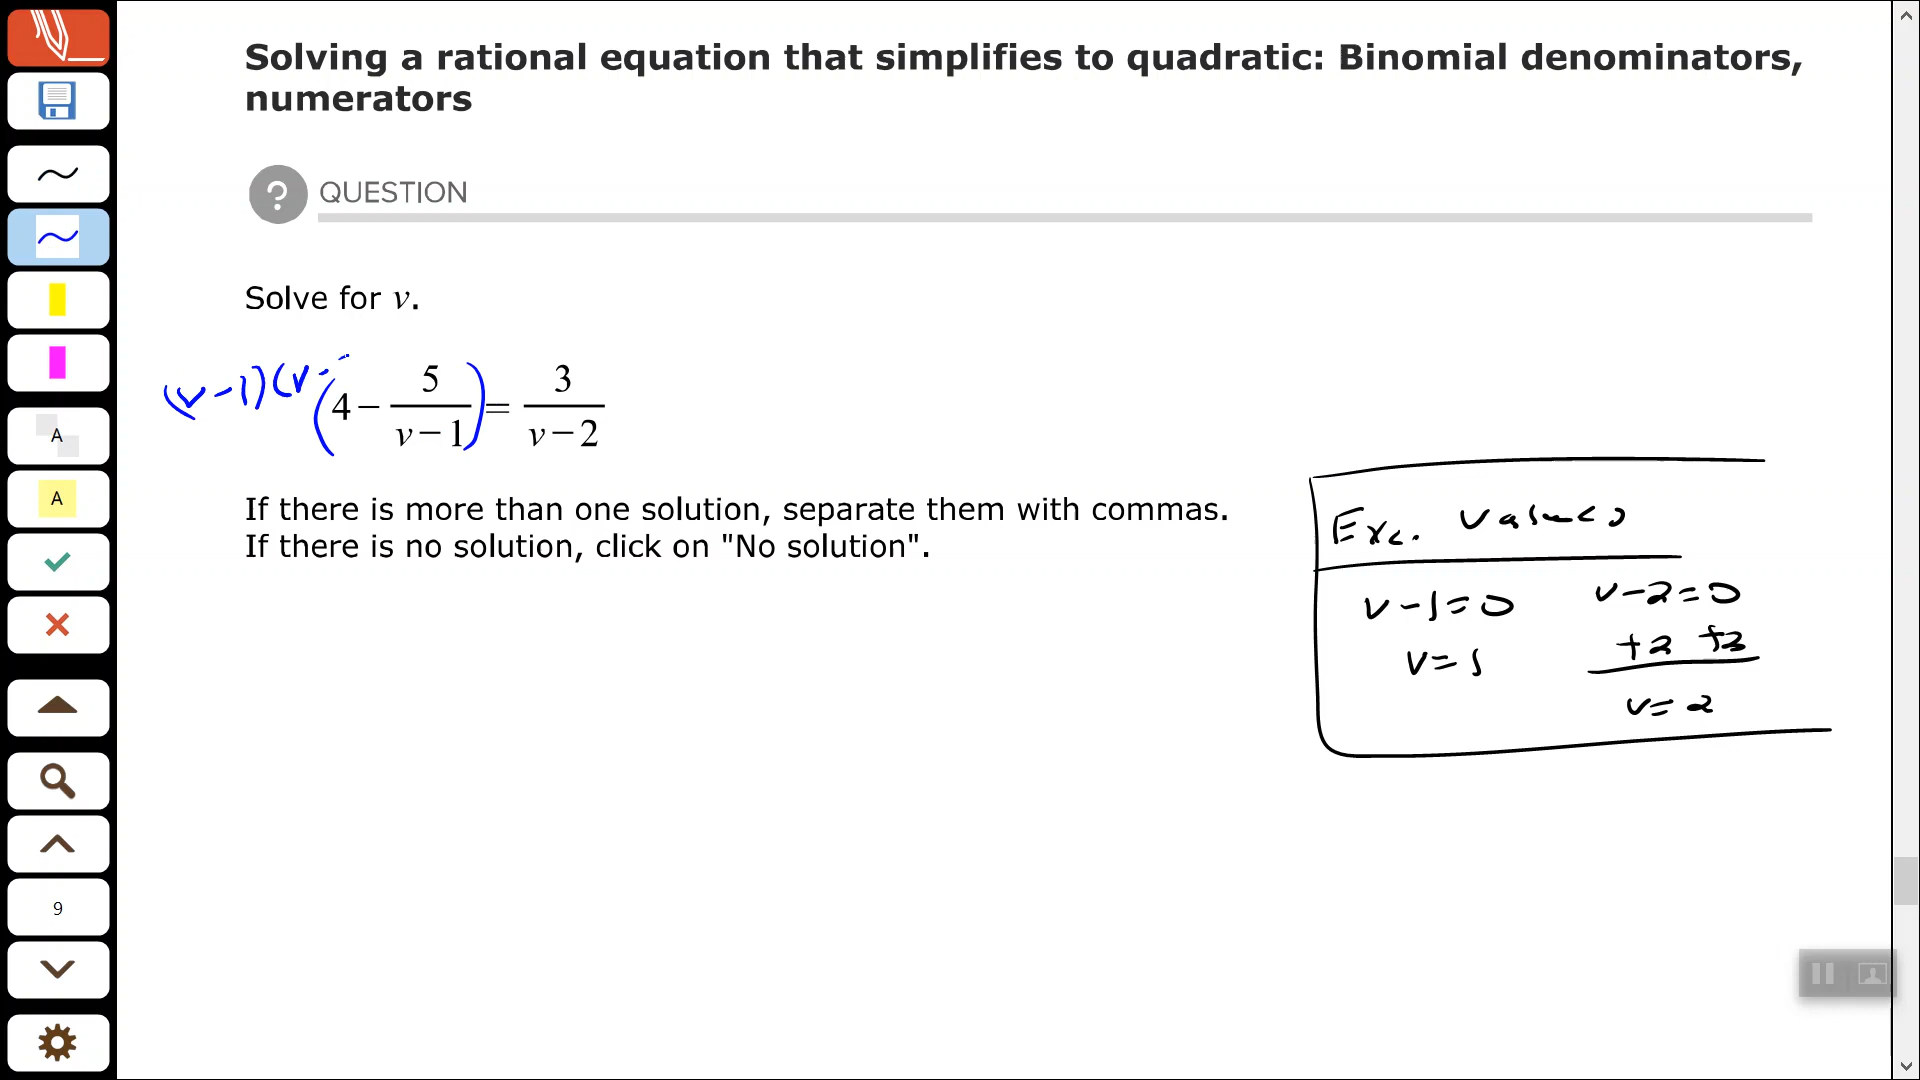 Solving a rational equation that simplifies to quadratic: Binomial denominators,
numerators
? QUESTION
Solve for v.
(v-1)(v-
(4 - 5/(v-1)) = 3/(v-2)
If there is more than one solution, separate them with commas.
If there is no solution, click on "No solution".
Exc. values
v-1=0 v-2=0
+2 +2
v=1
v=2
A
A
9